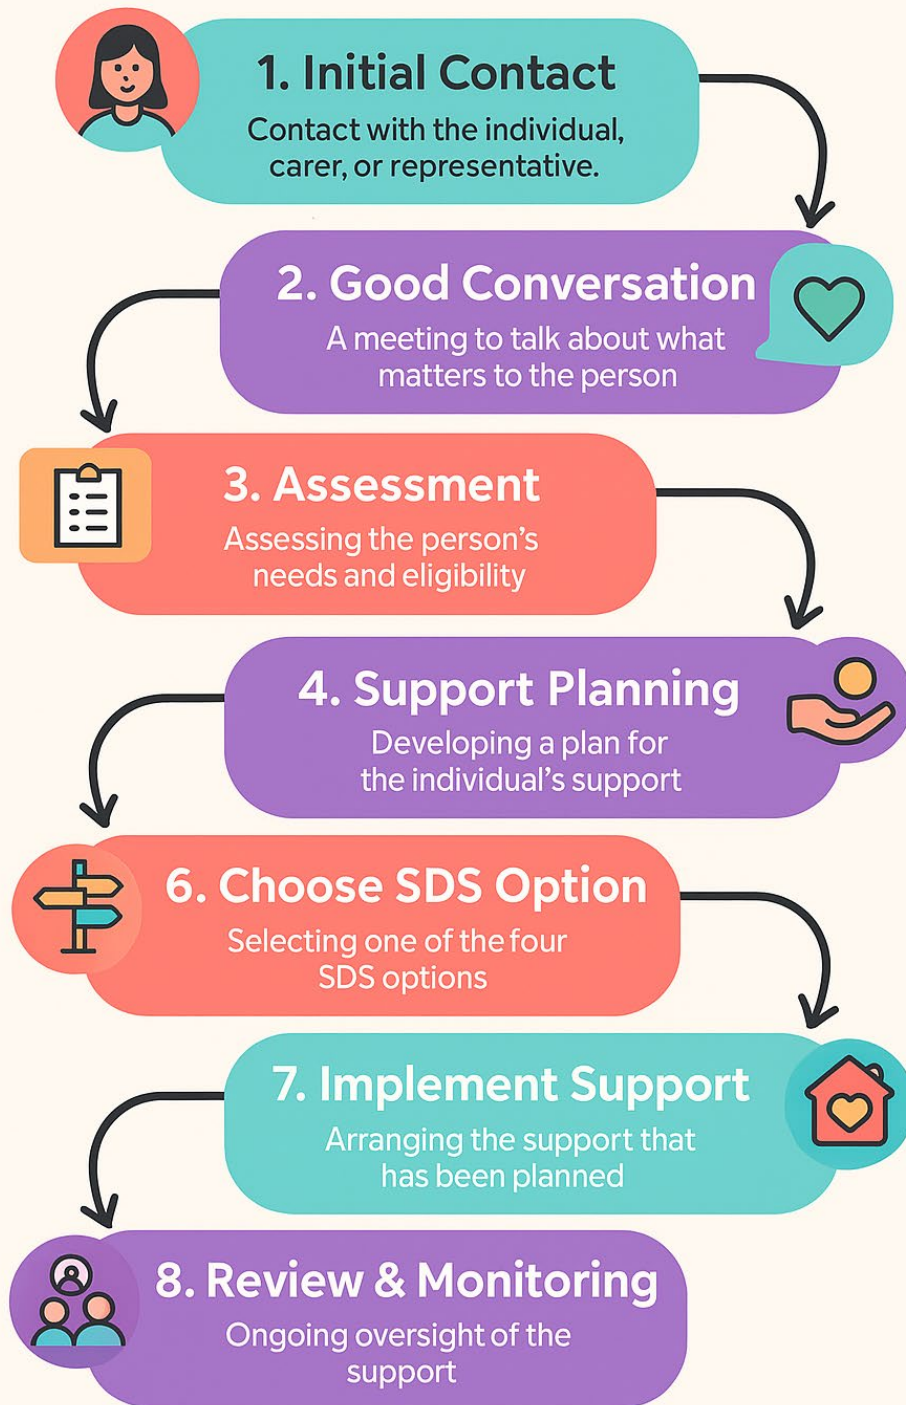 1. Initial Contact
Contact with the individual,
carer, or representative.
2. Good Conversation
A meeting to talk about what
matters to the person
3. Assessment
Assessing the person's
needs and eligibility
4. Support Planning
Developing a plan for
the individual's support
6. Choose SDS Option
Selecting one of the four
SDS options
7. Implement Support
Arranging the support that
has been planned
8. Review & Monitoring
Ongoing oversight of the
support